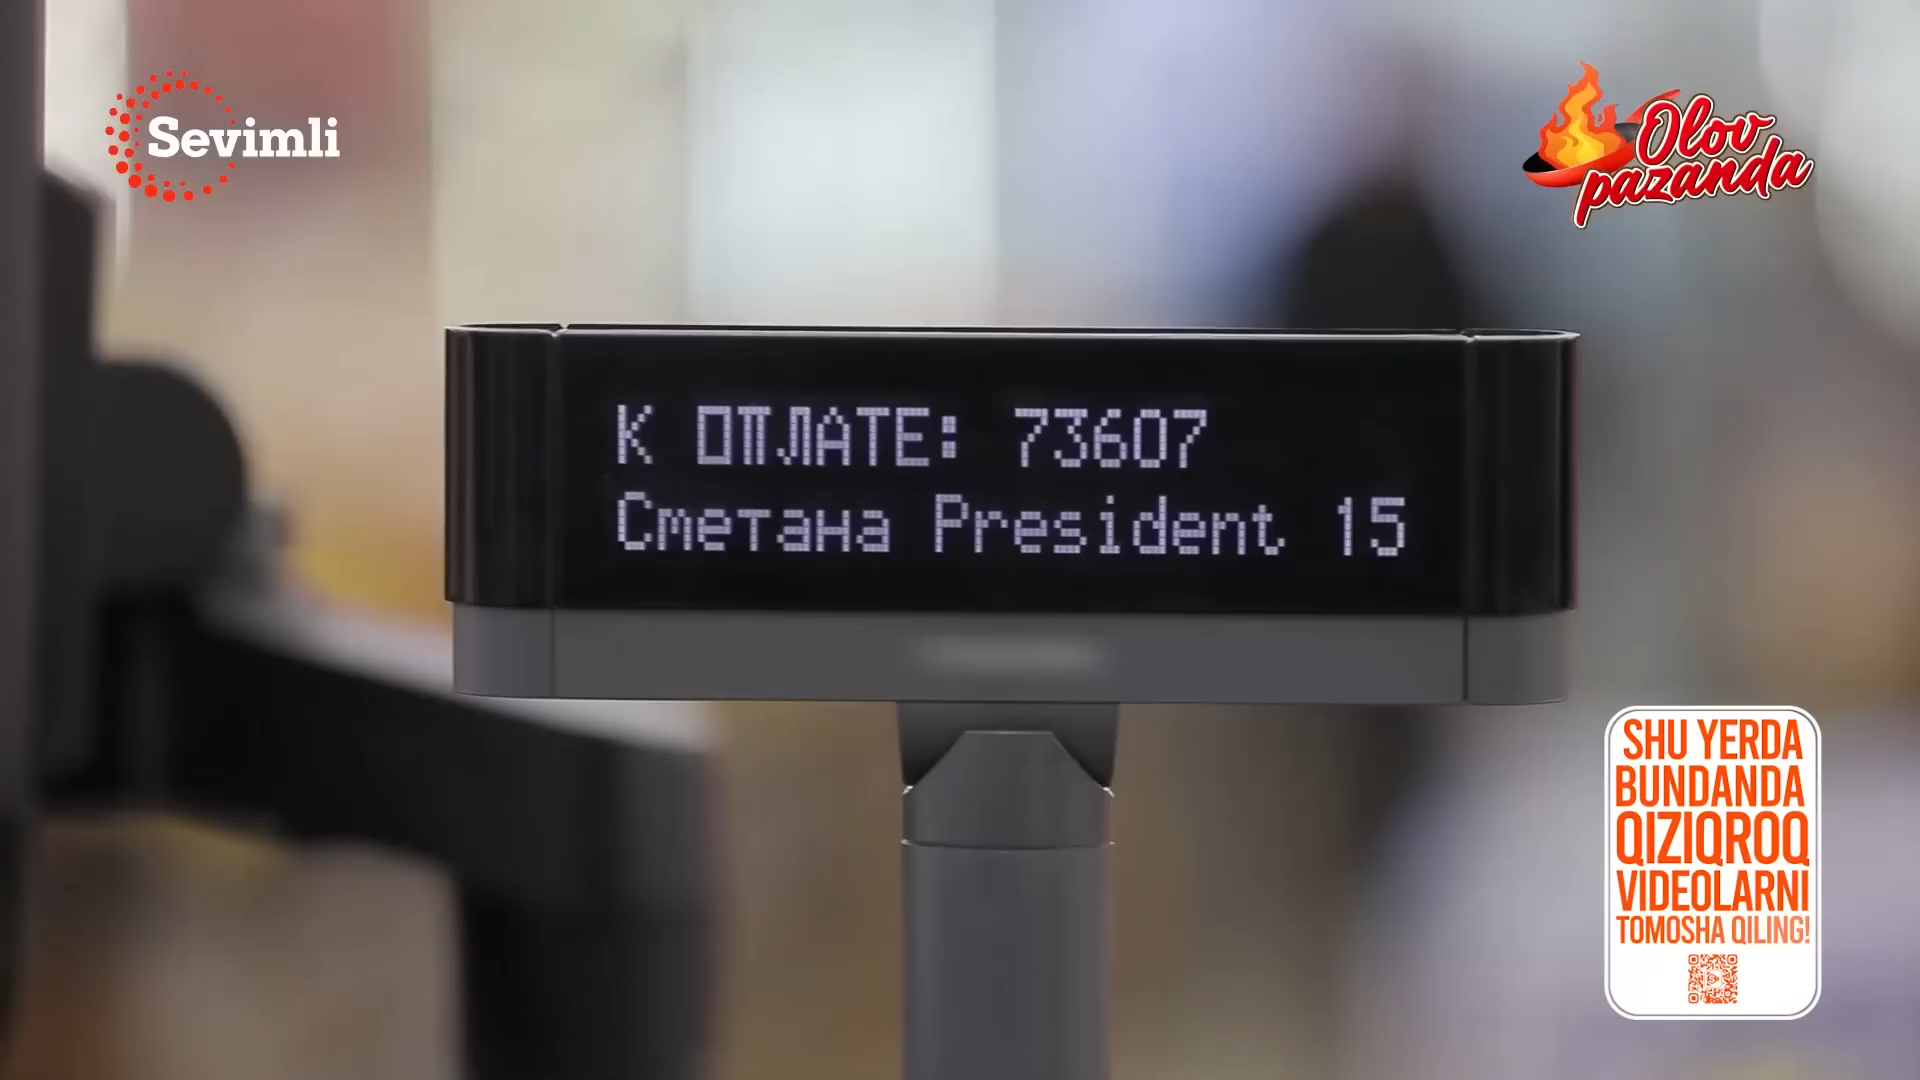 Sevimli
Olov
pazanda
К ОПЛАТЕ: 73607
Сметана President 15
SHU YERDA
BUNDANDA
QIZIQROQ
VIDEOLARNI
TOMOSHA QILING!